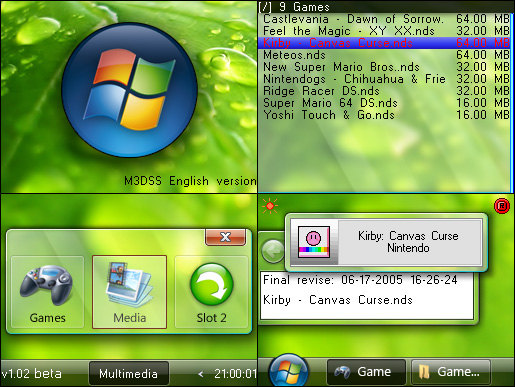 [/] 9 Games
Castlevania - Dawn of Sorrow. 64.00 MB
Feel the Magic - XY XX.nds 32.00 MB
Kirby - Canvas Curse.nds 64.00 MB
Meteos.nds 64.00 MB
New Super Mario Bros..nds 32.00 MB
Nintendogs - Chihuahua & Frie 32.00 MB
Ridge Racer DS.nds 32.00 MB
Super Mario 64 DS.nds 16.00 MB
Yoshi Touch & Go.nds 16.00 MB
M3DSS English version
Games
Media
Slot 2
v1.02 beta
Multimedia
< 21:00:01
Kirby: Canvas Curse
Nintendo
Final revise: 06-17-2005 16-26-24
Kirby - Canvas Curse.nds
Game
Game...